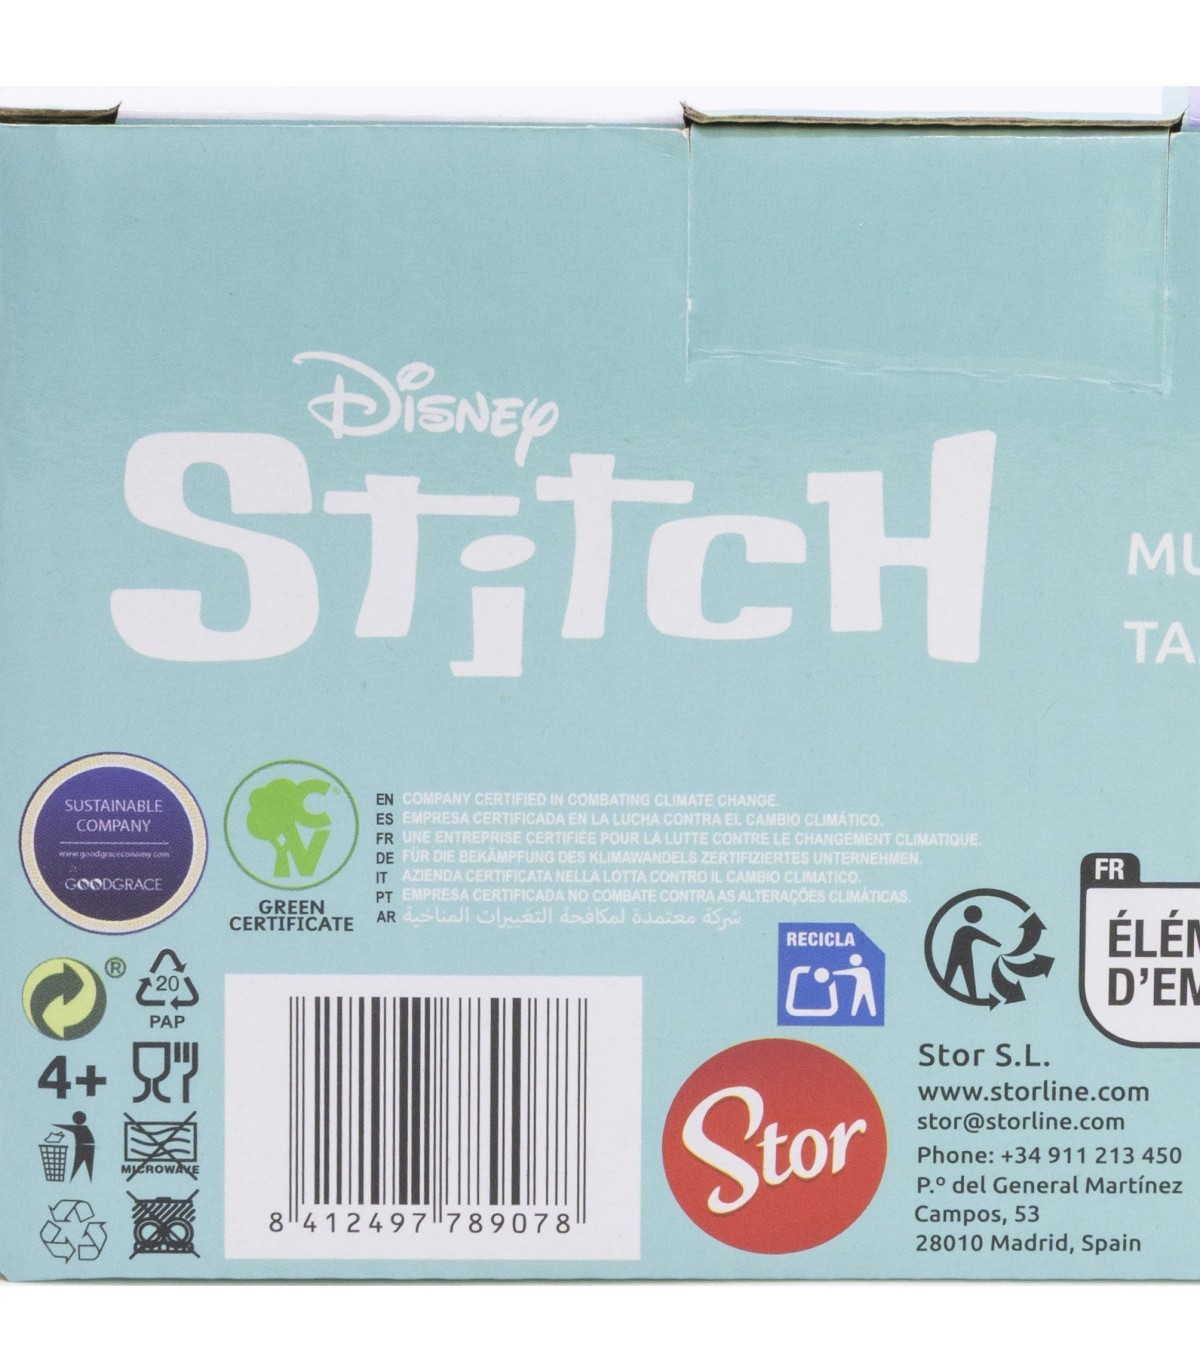 Disney
Stitch
MU
TA
SUSTAINABLE
COMPANY
www.goodgraceconomy.com
GOODGRACE
GREEN
CERTIFICATE
EN COMPANY CERTIFIED IN COMBATING CLIMATE CHANGE.
ES EMPRESA CERTIFICADA EN LA LUCHA CONTRA EL CAMBIO CLIMÁTICO.
FR UNE ENTREPRISE CERTIFIÉE POUR LA LUTTE CONTRE LE CHANGEMENT CLIMATIQUE.
DE FÜR DIE BEKÄMPFUNG DES KLIMAWANDELS ZERTIFIZIERTES UNTERNEHMEN.
IT AZIENDA CERTIFICATA NELLA LOTTA CONTRO IL CAMBIO CLIMATICO.
PT EMPRESA CERTIFICADA NO COMBATE CONTRA AS ALTERAÇÕES CLIMÁTICAS.
AR شركة معتمدة لمكافحة التغييرات المناخية
RECICLA
FR
ÉLÉM
D'EM
®
20
PAP
4+
MICROWAVE
8 412497 789078
Stor
Stor S.L.
www.storline.com
stor@storline.com
Phone: +34 911 213 450
P.º del General Martínez
Campos, 53
28010 Madrid, Spain